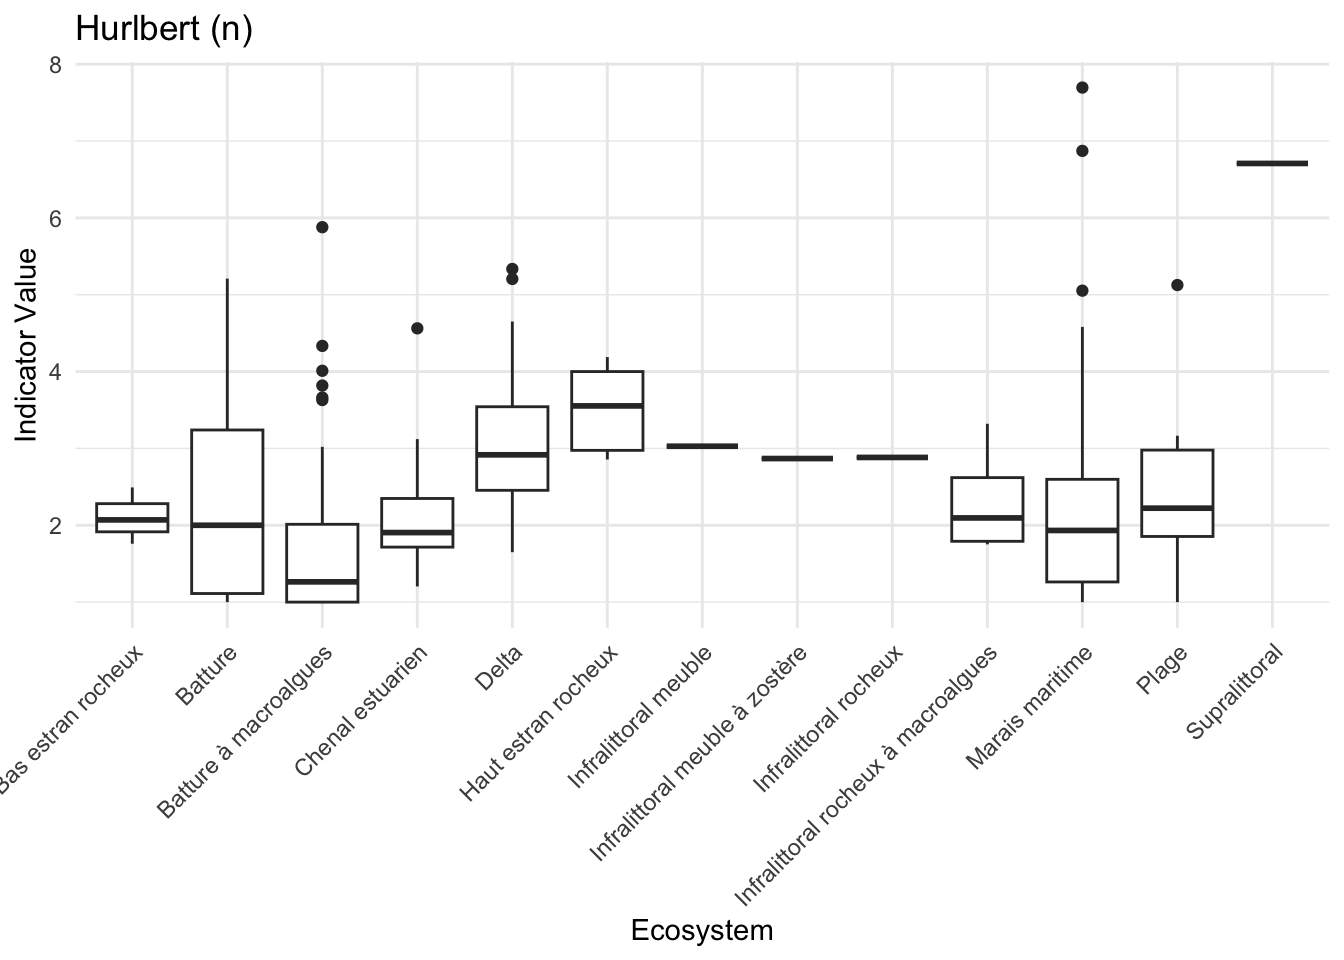 Hurlbert (n)
8
6
4
2
Indicator Value
Bas estran rocheux
Batture
Batture à macroalgues
Chenal estuarien
Delta
Haut estran rocheux
Infralittoral meuble
Infralittoral meuble à zostère
Infralittoral rocheux
Infralittoral rocheux à macroalgues
Marais maritime
Plage
Supralittoral
Ecosystem